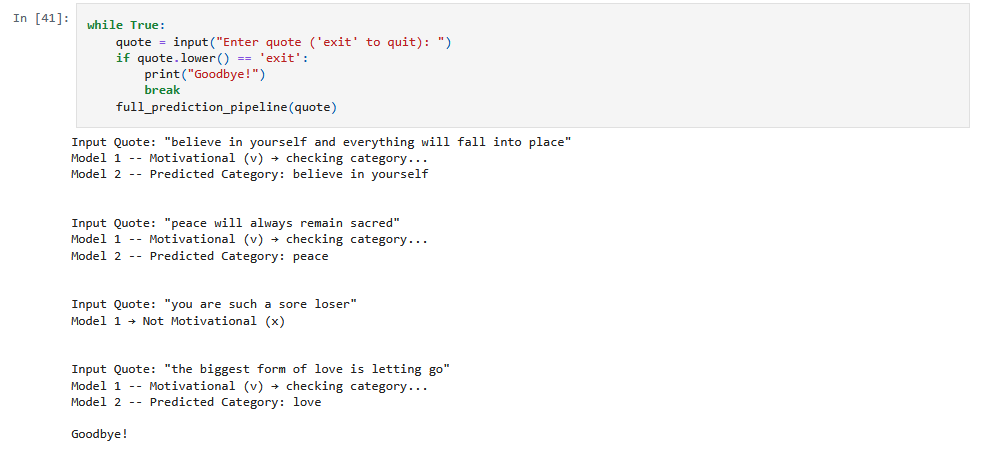 In [41]:
while True:
    quote = input("Enter quote ('exit' to quit): ")
    if quote.lower() == 'exit':
        print("Goodbye!")
        break
    full_prediction_pipeline(quote)
Input Quote: "believe in yourself and everything will fall into place"
Model 1 -- Motivational (v) → checking category...
Model 2 -- Predicted Category: believe in yourself
Input Quote: "peace will always remain sacred"
Model 1 -- Motivational (v) → checking category...
Model 2 -- Predicted Category: peace
Input Quote: "you are such a sore loser"
Model 1 → Not Motivational (x)
Input Quote: "the biggest form of love is letting go"
Model 1 -- Motivational (v) → checking category...
Model 2 -- Predicted Category: love
Goodbye!